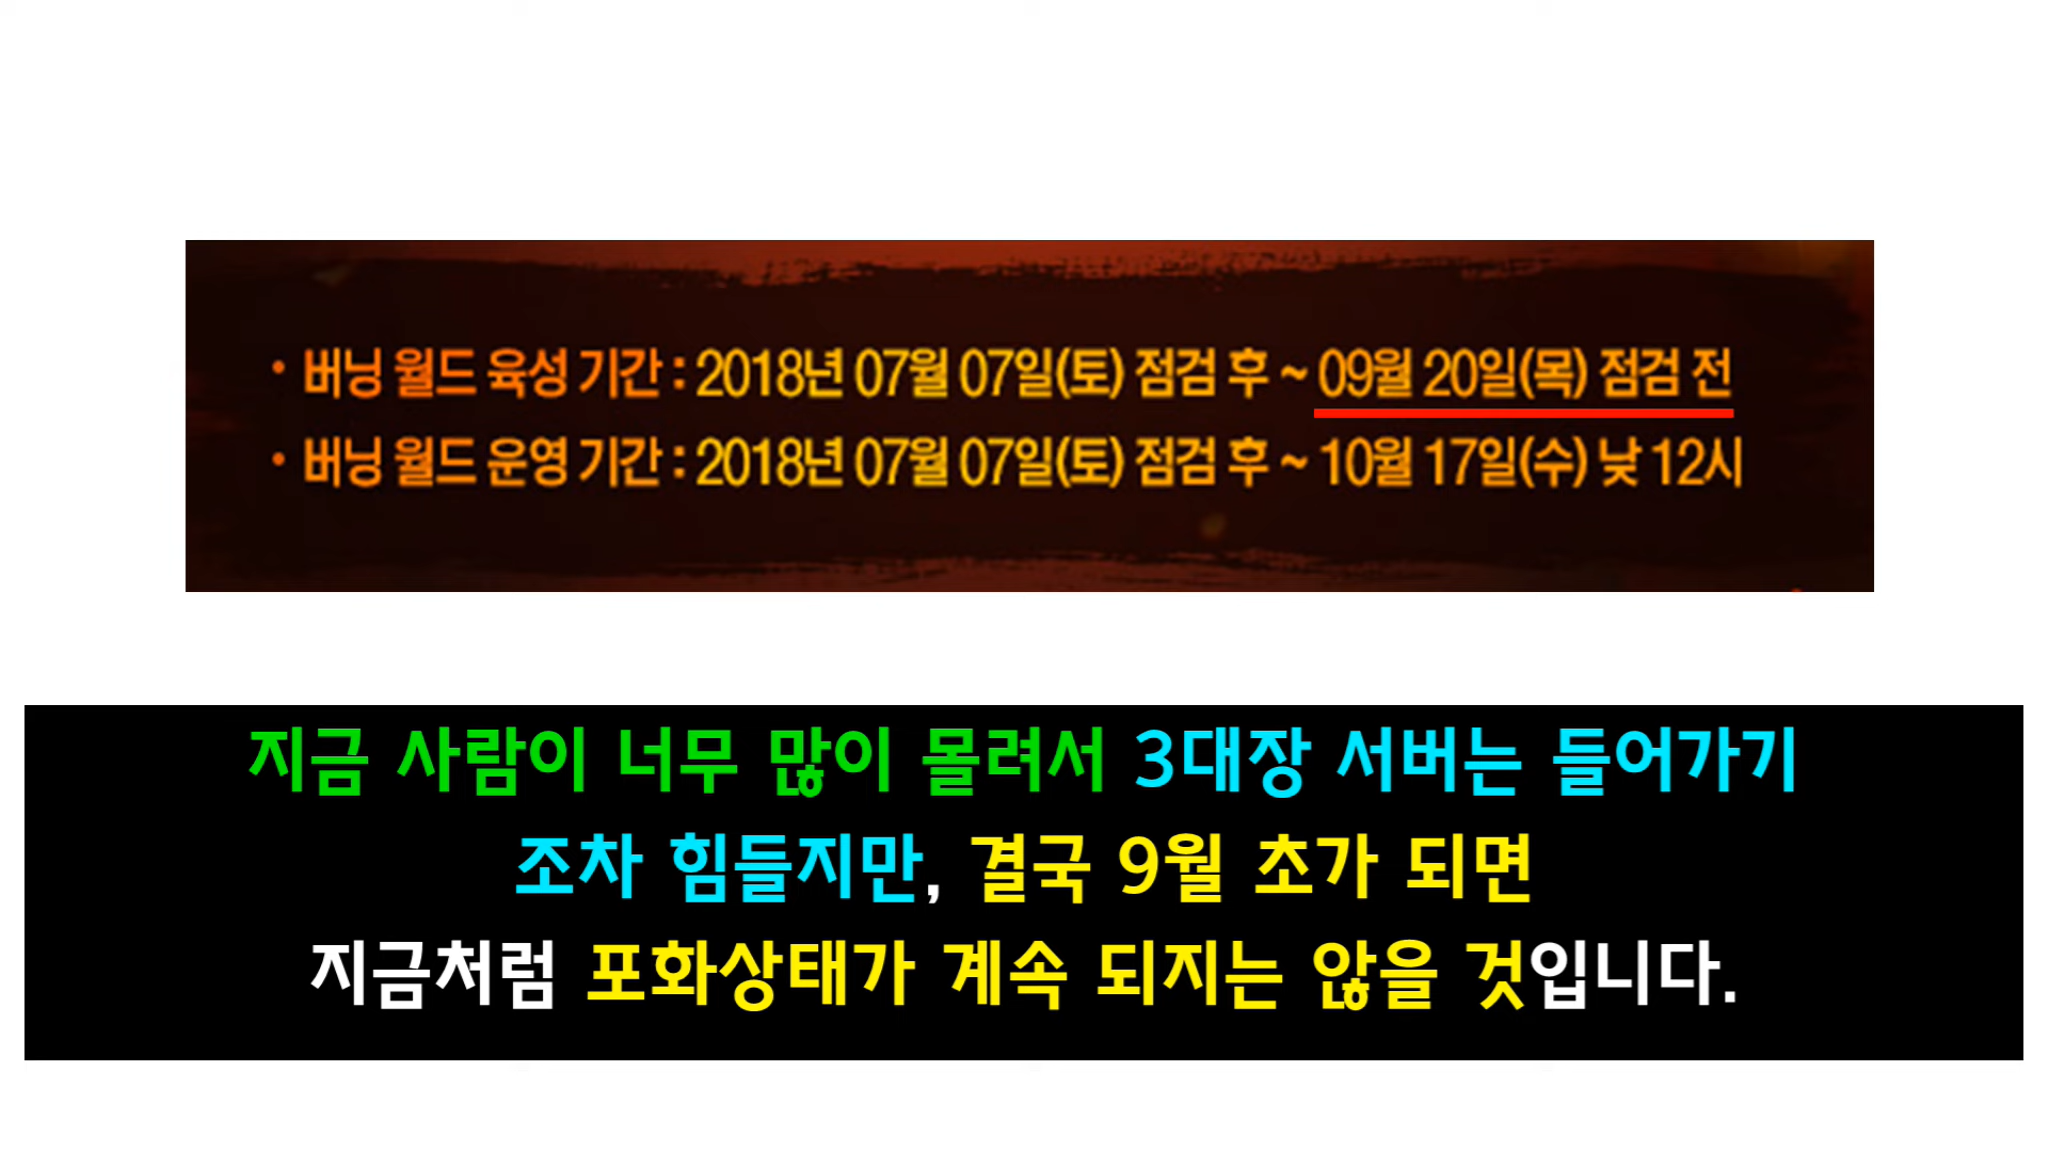 • 버닝 월드 육성 기간 : 2018년 07월 07일(토) 점검 후 ~ 09월 20일(목) 점검 전
• 버닝 월드 운영 기간 : 2018년 07월 07일(토) 점검 후 ~ 10월 17일(수) 낮 12시
지금 사람이 너무 많이 몰려서 3대장 서버는 들어가기
조차 힘들지만, 결국 9월 초가 되면
지금처럼 포화상태가 계속 되지는 않을 것입니다.